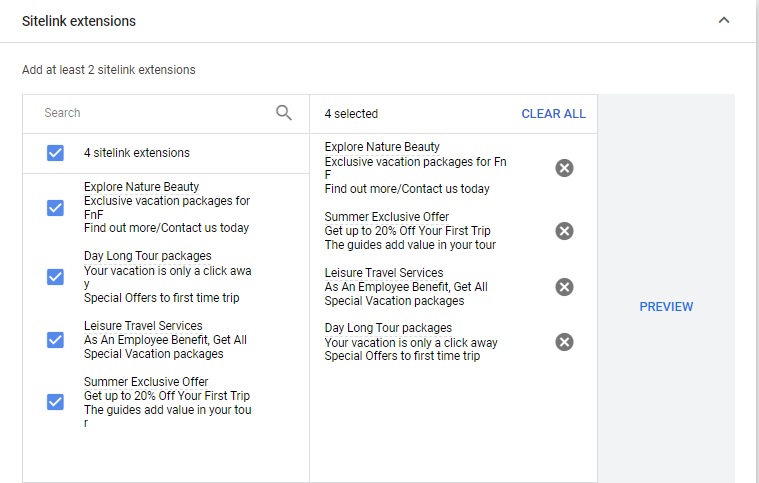 Sitelink extensions
Add at least 2 sitelink extensions
Search
4 sitelink extensions
Explore Nature Beauty
Exclusive vacation packages for
FnF
Find out more/Contact us today
Day Long Tour packages
Your vacation is only a click awa
y
Special Offers to first time trip
Leisure Travel Services
As An Employee Benefit, Get All
Special Vacation packages
Summer Exclusive Offer
Get up to 20% Off Your First Trip
The guides add value in your tou
r
4 selected
CLEAR ALL
Explore Nature Beauty
Exclusive vacation packages for Fn
F
Find out more/Contact us today
Summer Exclusive Offer
Get up to 20% Off Your First Trip
The guides add value in your tour
Leisure Travel Services
As An Employee Benefit, Get All
Special Vacation packages
Day Long Tour packages
Your vacation is only a click away
Special Offers to first time trip
PREVIEW